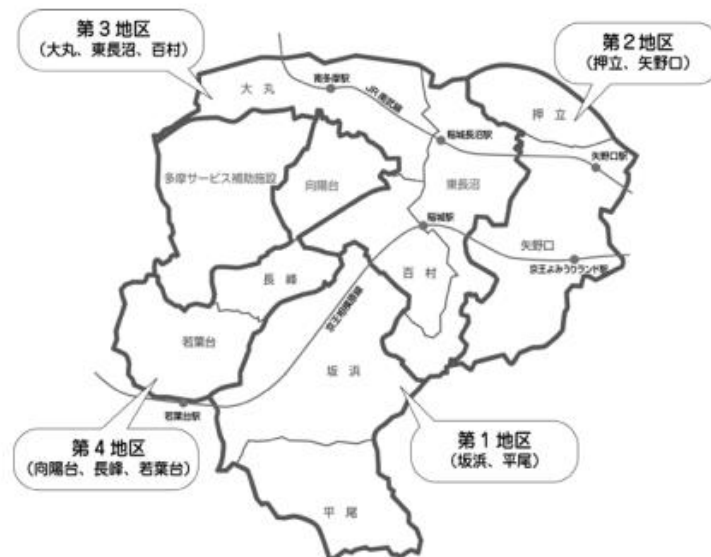 第3地区
(大丸、東長沼、百村)
第2地区
(押立、矢野口)
大丸
南多摩駅
JR南武線
押立
稲城長沼駅
矢野口駅
多摩サービス補助施設
向陽台
東長沼
稲城駅
矢野口
京王よみうりランド駅
長峰
百村
京王相模原線
若葉台
坂浜
若葉台駅
第4地区
(向陽台、長峰、若葉台)
第1地区
(坂浜、平尾)
平尾